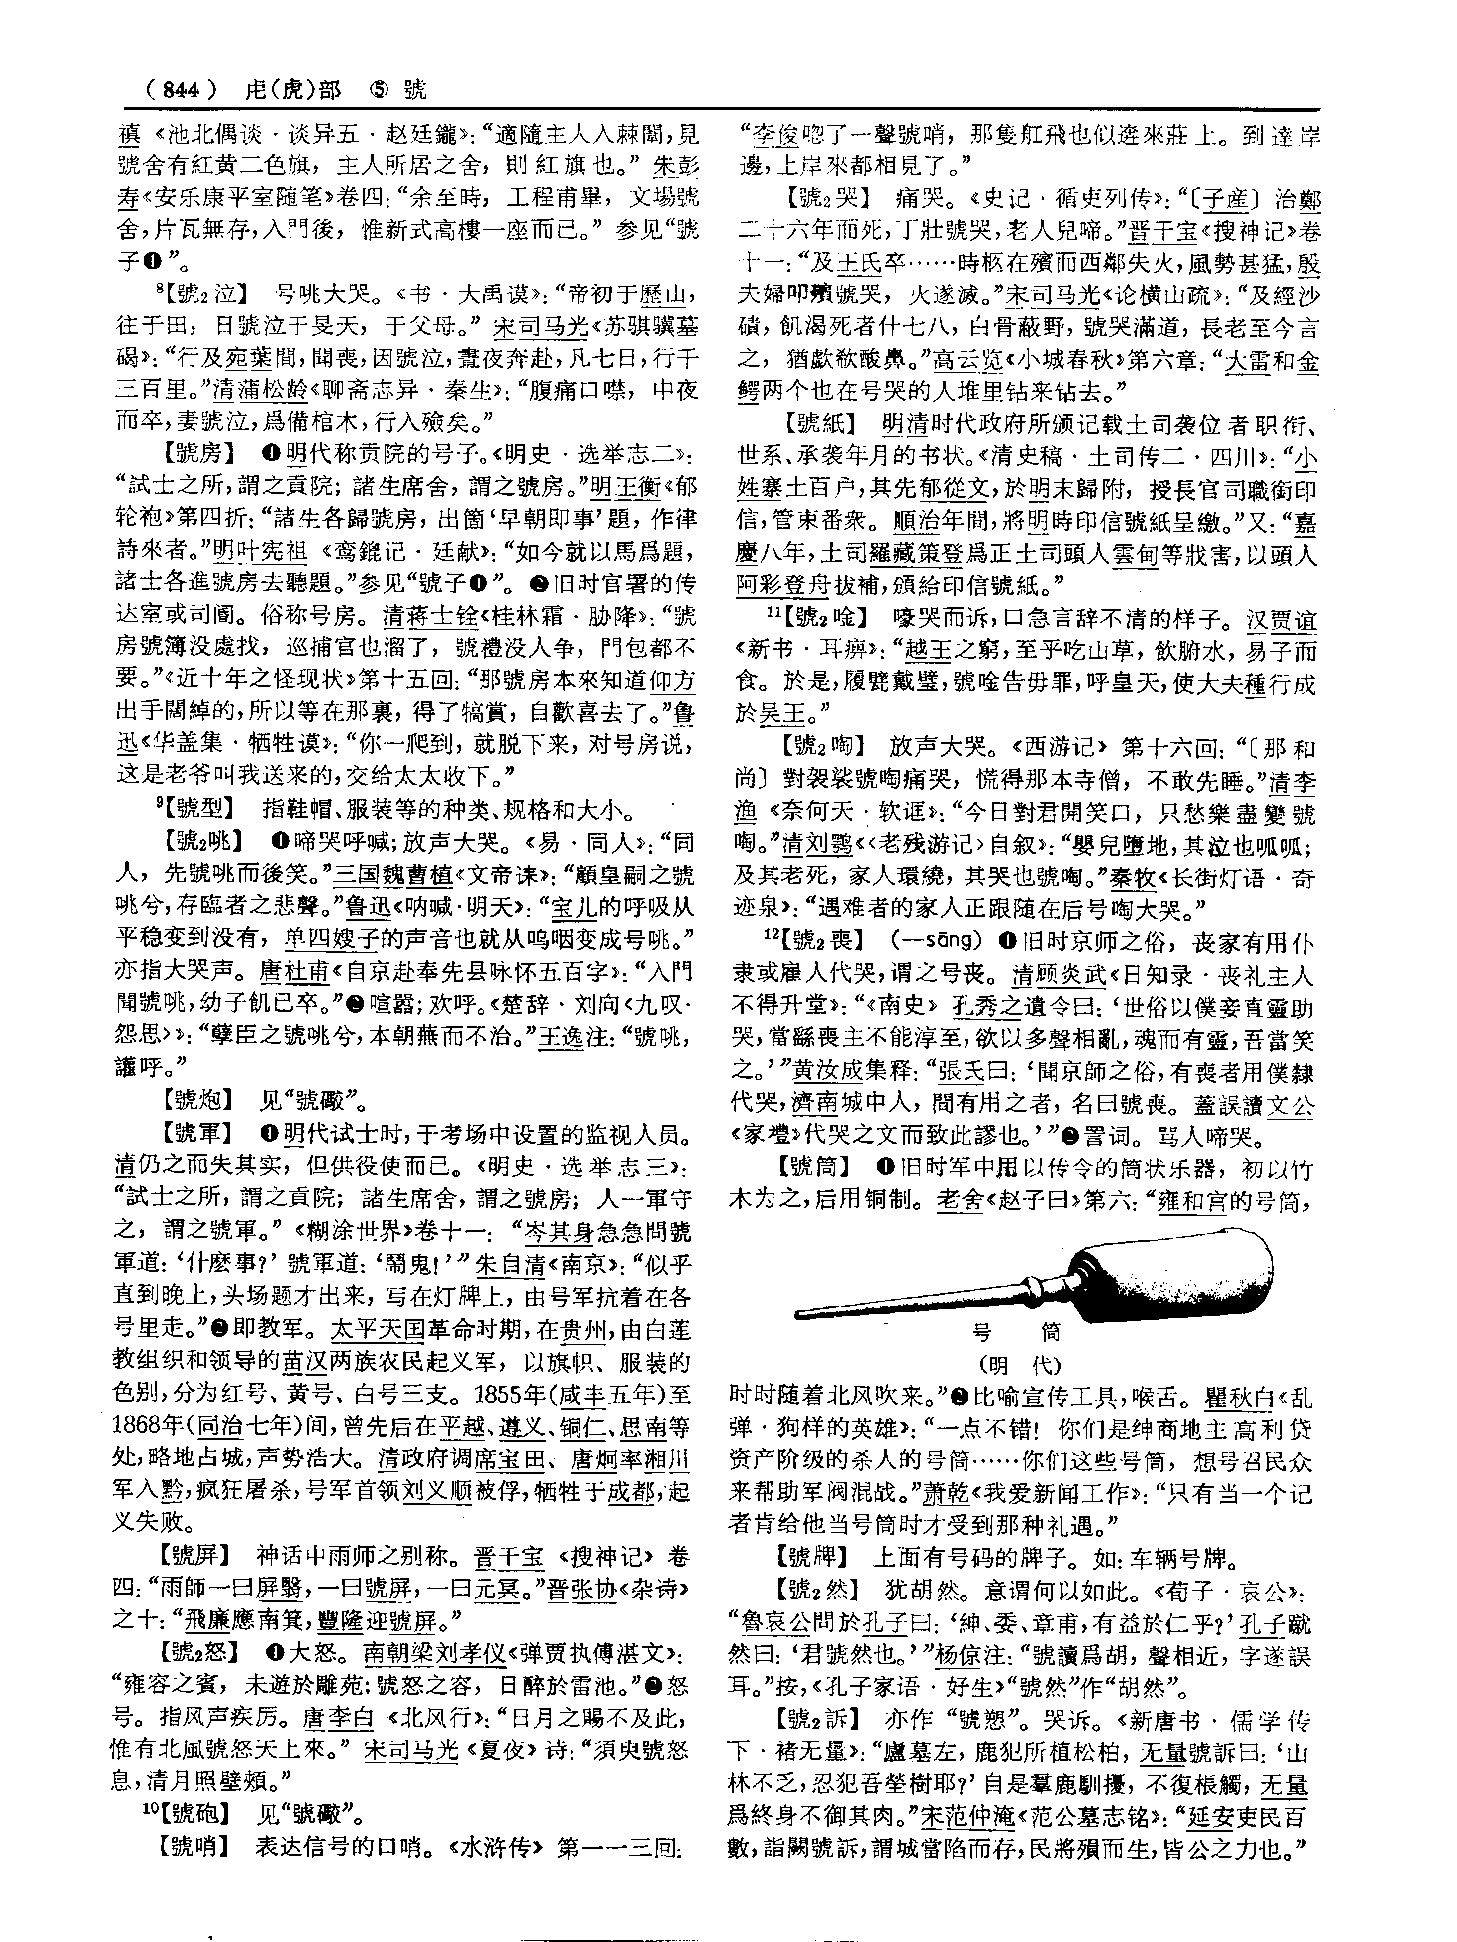 （844） 虍（虎）部 ⑤ 號
禛《池北偶谈·谈异五·赵廷鑨》：“適隨主人入棘闈，見
號舍有紅黄二色旗，主人所居之舍，則紅旗也。”朱彭
寿《安乐康平室随笔》卷四：“余至時，工程甫畢，文場號
舍，片瓦無存，入門後，惟新式高樓一座而已。”参见“號
子❶”。
⁸【號₂泣】 号咷大哭。《书·大禹谟》：“帝初于歷山，
往于田；日號泣于旻天，于父母。”宋司马光《苏骐骥墓
碣》：“行及宛葉間，聞喪，因號泣，晝夜奔赴，凡七日，行千
三百里。”清蒲松龄《聊斋志异·秦生》：“腹痛口噤，中夜
而卒，妻號泣，爲備棺木，行入殮矣。”
【號房】 ❶明代称贡院的号子。《明史·选举志二》：
“試士之所，謂之貢院；諸生席舍，謂之號房。”明王衡《郁
轮袍》第四折：“諸生各歸號房，出箇‘早朝即事’題，作律
詩來者。”明叶宪祖《鸾鎞记·廷献》：“如今就以馬爲題，
諸士各進號房去聽題。”参见“號子❶”。❷旧时官署的传
达室或司阍。俗称号房。清蒋士铨《桂林霜·胁降》：“號
房號簿没處找，巡捕官也溜了，號禮没人争，門包都不
要。”《近十年之怪现状》第十五回：“那號房本來知道仰方
出手闊綽的，所以等在那裏，得了犒賞，自歡喜去了。”鲁
迅《华盖集·牺牲谟》：“你一爬到，就脱下来，对号房说，
这是老爷叫我送来的，交给太太收下。”
⁹【號型】 指鞋帽、服装等的种类、规格和大小。
【號₂咷】 ❶啼哭呼喊；放声大哭。《易·同人》：“同
人，先號咷而後笑。”三国魏曹植《文帝诔》：“顧皇嗣之號
咷兮，存臨者之悲聲。”鲁迅《呐喊·明天》：“宝儿的呼吸从
平稳变到没有，单四嫂子的声音也就从呜咽变成号咷。”
亦指大哭声。唐杜甫《自京赴奉先县咏怀五百字》：“入門
聞號咷，幼子飢已卒。”❷喧嚣；欢呼。《楚辞·刘向〈九叹·
怨思〉》：“孽臣之號咷兮，本朝蕪而不治。”王逸注：“號咷，
讙呼。”
【號炮】 见“號礮”。
【號軍】 ❶明代试士时，于考场中设置的监视人员。
清仍之而失其实，但供役使而已。《明史·选举志三》：
“試士之所，謂之貢院；諸生席舍，謂之號房；人一軍守
之，謂之號軍。”《糊涂世界》卷十一：“岑其身急急問號
軍道：‘什麽事？’號軍道：‘鬧鬼！’”朱自清《南京》：“似乎
直到晚上，头场题才出来，写在灯牌上，由号军抗着在各
号里走。”❷即教军。太平天国革命时期，在贵州，由白莲
教组织和领导的苗汉两族农民起义军，以旗帜、服装的
色别，分为红号、黄号、白号三支。1855年（咸丰五年）至
1868年（同治七年）间，曾先后在平越、遵义、铜仁、思南等
处，略地占城，声势浩大。清政府调席宝田、唐炯率湘川
军入黔，疯狂屠杀，号军首领刘义顺被俘，牺牲于成都，起
义失败。
【號屏】 神话中雨师之别称。晋干宝《搜神记》卷
四：“雨師一曰屏翳，一曰號屏，一曰元冥。”晋张协《杂诗》
之十：“飛廉應南箕，豐隆迎號屏。”
【號₂怒】 ❶大怒。南朝梁刘孝仪《弹贾执傅湛文》：
“雍容之賓，未遊於雕苑；號怒之容，日醉於雷池。”❷怒
号。指风声疾厉。唐李白《北风行》：“日月之賜不及此，
惟有北風號怒天上來。”宋司马光《夏夜》诗：“須臾號怒
息，清月照壁頰。”
¹⁰【號砲】 见“號礮”。
【號哨】 表达信号的口哨。《水浒传》第一一三回：
“李俊唿了一聲號哨，那隻舡飛也似迸來莊上。到達岸
邊，上岸來都相見了。”
【號₂哭】 痛哭。《史记·循吏列传》：“〔子産〕治鄭
二十六年而死，丁壯號哭，老人兒啼。”晋干宝《搜神记》卷
十一：“及王氏卒……時柩在殯而西鄰失火，風勢甚猛，殷
夫婦叩殯號哭，火遂滅。”宋司马光《论横山疏》：“及經沙
磧，飢渴死者什七八，白骨蔽野，號哭滿道，長老至今言
之，猶歔欷酸鼻。”高云览《小城春秋》第六章：“大雷和金
鳄两个也在号哭的人堆里钻来钻去。”
【號紙】 明清时代政府所颁记载土司袭位者职衔、
世系、承袭年月的书状。《清史稿·土司传二·四川》：“小
姓寨土百户，其先郁從文，於明末歸附，授長官司職銜印
信，管束番衆。順治年間，將明時印信號紙呈繳。”又：“嘉
慶八年，土司羅藏策登爲正土司頭人雲甸等戕害，以頭人
阿彩登舟拔補，頒給印信號紙。”
¹¹【號₂唫】 嚎哭而诉，口急言辞不清的样子。汉贾谊
《新书·耳痹》：“越王之窮，至乎吃山草，飲腑水，易子而
食。於是，履甓戴璧，號唫告毋罪，呼皇天，使大夫種行成
於吴王。”
【號₂啕】 放声大哭。《西游记》第十六回：“〔那和
尚〕對袈裟號啕痛哭，慌得那本寺僧，不敢先睡。”清李
渔《奈何天·软诓》：“今日對君開笑口，只愁樂盡變號
啕。”清刘鹗《〈老残游记〉自叙》：“嬰兒墮地，其泣也呱呱；
及其老死，家人環繞，其哭也號啕。”秦牧《长街灯语·奇
迹泉》：“遇难者的家人正跟随在后号啕大哭。”
¹²【號₂喪】 （—sāng）❶旧时京师之俗，丧家有用仆
隶或雇人代哭，谓之号丧。清顾炎武《日知录·丧礼主人
不得升堂》：“《南史》孔秀之遺令曰：‘世俗以僕妾直靈助
哭，當繇喪主不能淳至，欲以多聲相亂，魂而有靈，吾當笑
之。’”黄汝成集释：“張氏曰：‘聞京師之俗，有喪者用僕隸
代哭，濟南城中人，間有用之者，名曰號喪。蓋誤讀文公
《家禮》代哭之文而致此謬也。’”❷詈词。骂人啼哭。
【號筒】 ❶旧时军中用以传令的筒状乐器，初以竹
木为之，后用铜制。老舍《赵子曰》第六：“雍和宫的号筒，
号 筒
（明 代）
时时随着北风吹来。”❷比喻宣传工具，喉舌。瞿秋白《乱
弹·狗样的英雄》：“一点不错！你们是绅商地主高利贷
资产阶级的杀人的号筒……你们这些号筒，想号召民众
来帮助军阀混战。”萧乾《我爱新闻工作》：“只有当一个记
者肯给他当号筒时才受到那种礼遇。”
【號牌】 上面有号码的牌子。如：车辆号牌。
【號₂然】 犹胡然。意谓何以如此。《荀子·哀公》：
“魯哀公問於孔子曰：‘紳、委、章甫，有益於仁乎？’孔子蹴
然曰：‘君號然也。’”杨倞注：“號讀爲胡，聲相近，字遂誤
耳。”按，《孔子家语·好生》“號然”作“胡然”。
【號₂訴】 亦作“號愬”。哭诉。《新唐书·儒学传
下·褚无量》：“廬墓左，鹿犯所植松柏，无量號訴曰：‘山
林不乏，忍犯吾塋樹耶？’自是羣鹿馴擾，不復棖觸，无量
爲終身不御其肉。”宋范仲淹《范公墓志铭》：“延安吏民百
數，詣闕號訴，謂城當陷而存，民將殞而生，皆公之力也。”